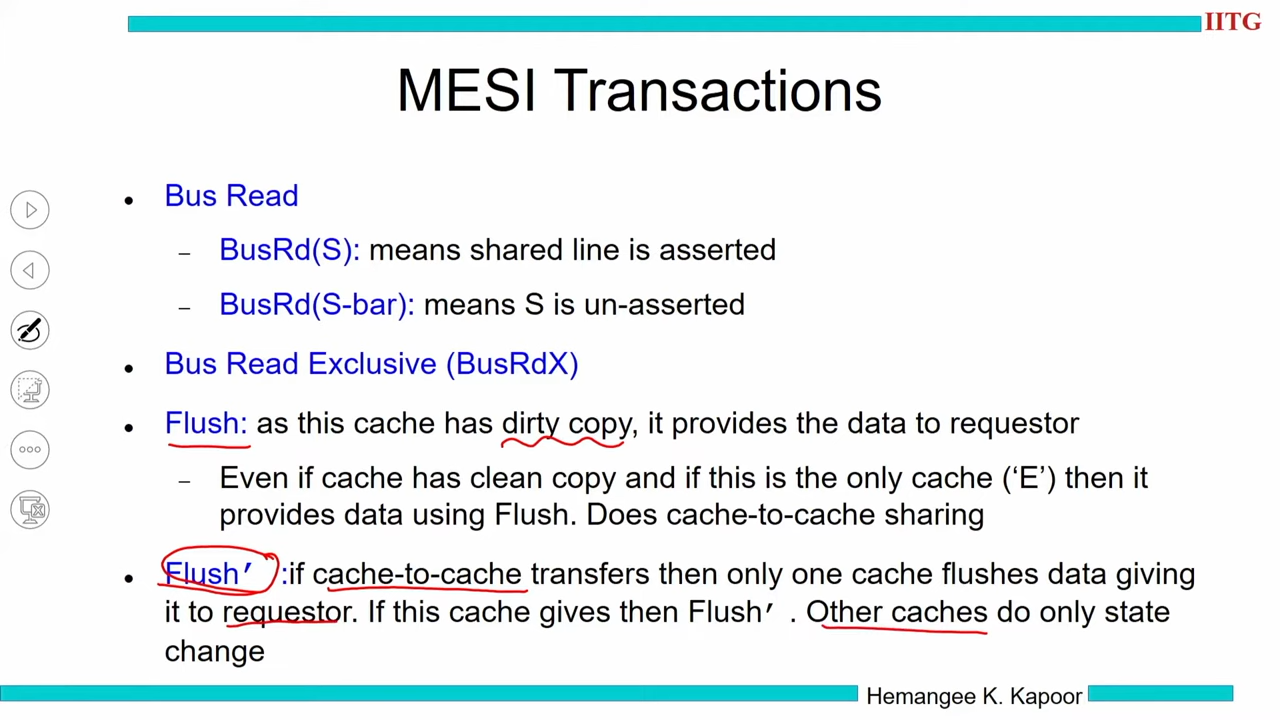 IITG
MESI Transactions
• Bus Read
– BusRd(S): means shared line is asserted
– BusRd(S-bar): means S is un-asserted
• Bus Read Exclusive (BusRdX)
• Flush: as this cache has dirty copy, it provides the data to requestor
– Even if cache has clean copy and if this is the only cache (‘E’) then it
provides data using Flush. Does cache-to-cache sharing
• Flush’ :if cache-to-cache transfers then only one cache flushes data giving
it to requestor. If this cache gives then Flush’ . Other caches do only state
change
Hemangee K. Kapoor